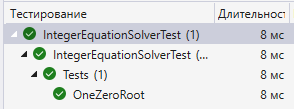 Тестирование Длительност
IntegerEquationSolverTest (1) 8 мс
IntegerEquationSolverTest (... 8 мс
Tests (1) 8 мс
OneZeroRoot 8 мс